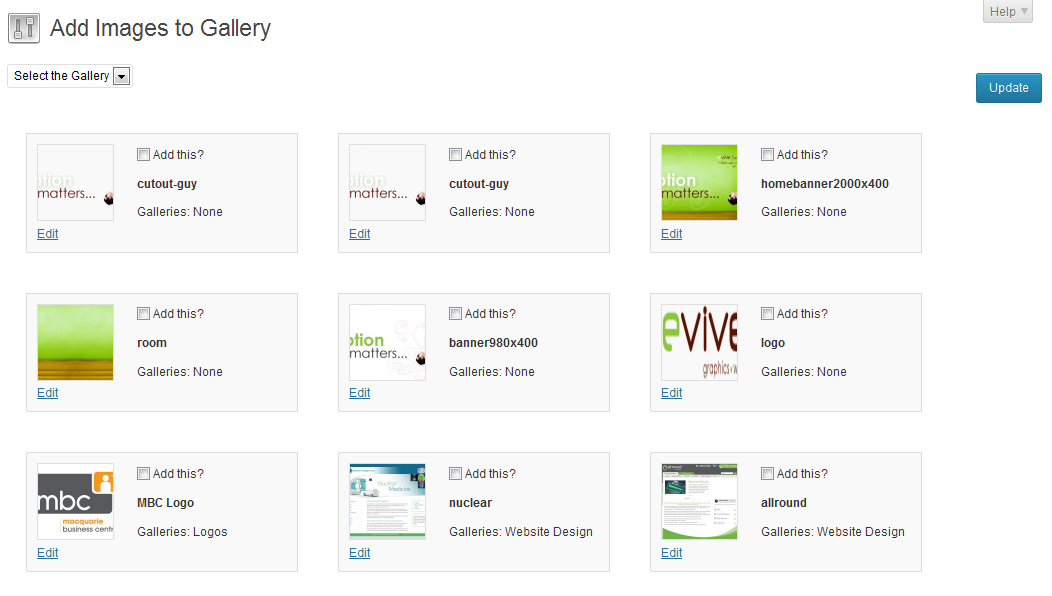 Help
Add Images to Gallery
Select the Gallery
Update
Add this?
cutout-guy
Galleries: None
matters...
Edit
Add this?
cutout-guy
Galleries: None
matters...
Edit
Add this?
homebanner2000x400
Galleries: None
matters...
Edit
Add this?
room
Galleries: None
Edit
Add this?
banner980x400
Galleries: None
matters...
Edit
Add this?
logo
Galleries: None
evive
graphics+w
Edit
Add this?
MBC Logo
Galleries: Logos
mbc
macquarie
business centr
Edit
Add this?
nuclear
Galleries: Website Design
Nuclear
Medicine
Edit
Add this?
allround
Galleries: Website Design
Edit